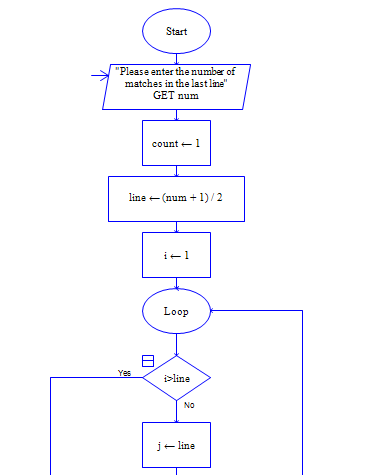 Start
"Please enter the number of
matches in the last line"
GET num
count ← 1
line ← (num + 1) / 2
i ← 1
Loop
i>line
Yes
No
j ← line